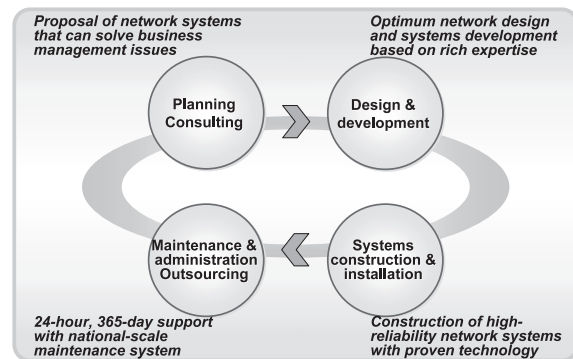 Proposal of network systems
that can solve business
management issues
Optimum network design
and systems development
based on rich expertise
Planning
Consulting
Design &
development
Maintenance &
administration
Outsourcing
Systems
construction &
installation
24-hour, 365-day support
with national-scale
maintenance system
Construction of high-
reliability network systems
with proven technology